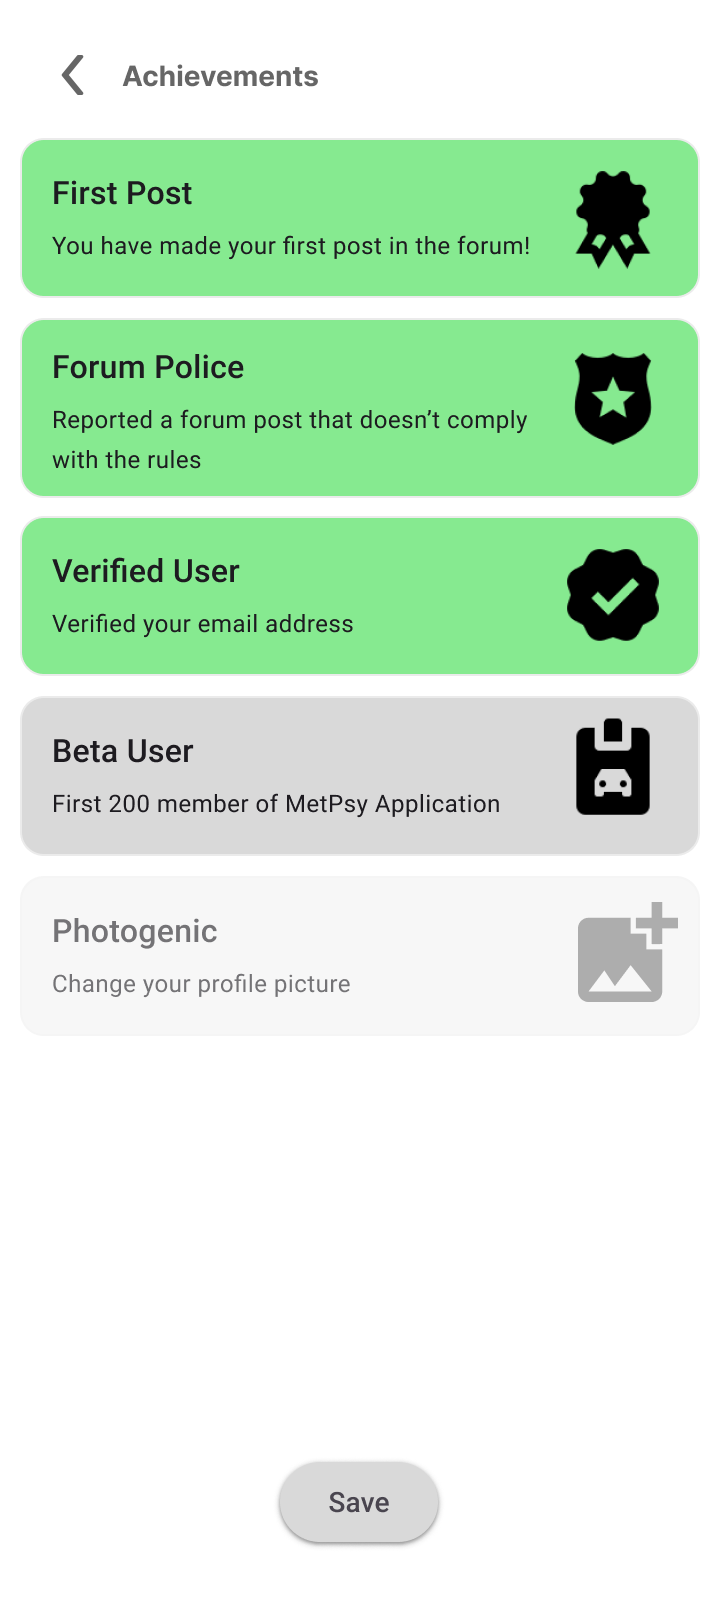 Achievements
First Post
You have made your first post in the forum!
Forum Police
Reported a forum post that doesn’t comply
with the rules
Verified User
Verified your email address
Beta User
First 200 member of MetPsy Application
Photogenic
Change your profile picture
Save